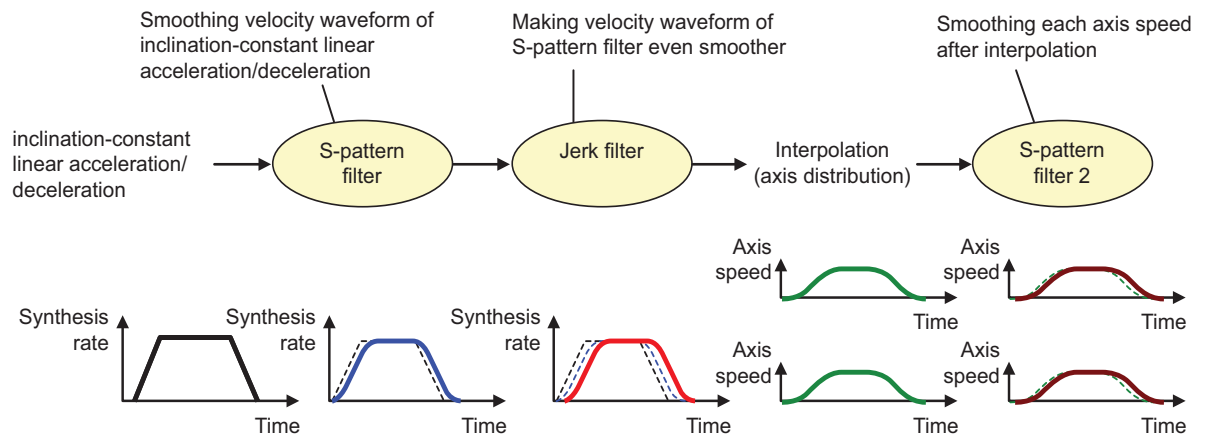 Smoothing velocity waveform of
inclination-constant linear
acceleration/deceleration
Making velocity waveform of
S-pattern filter even smoother
Smoothing each axis speed
after interpolation
inclination-constant
linear acceleration/
deceleration
S-pattern
filter
Jerk filter
Interpolation
(axis distribution)
S-pattern
filter 2
Axis
speed
Time
Axis
speed
Time
Synthesis
rate
Time
Synthesis
rate
Time
Synthesis
rate
Time
Axis
speed
Time
Axis
speed
Time